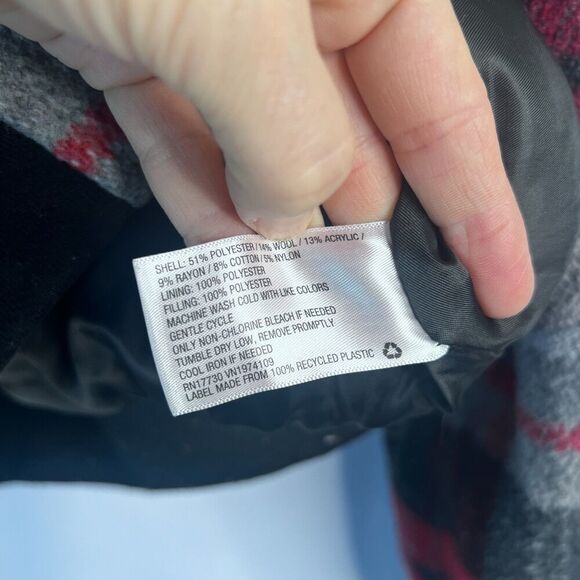 SHELL: 51% POLYESTER / 14% WOOL / 13% ACRYLIC /
9% RAYON / 8% COTTON / 5% NYLON
LINING: 100% POLYESTER
FILLING: 100% POLYESTER
MACHINE WASH COLD WITH LIKE COLORS
GENTLE CYCLE
ONLY NON-CHLORINE BLEACH IF NEEDED
TUMBLE DRY LOW, REMOVE PROMPTLY
COOL IRON IF NEEDED
RN17730 VN1974109
LABEL MADE FROM 100% RECYCLED PLASTIC